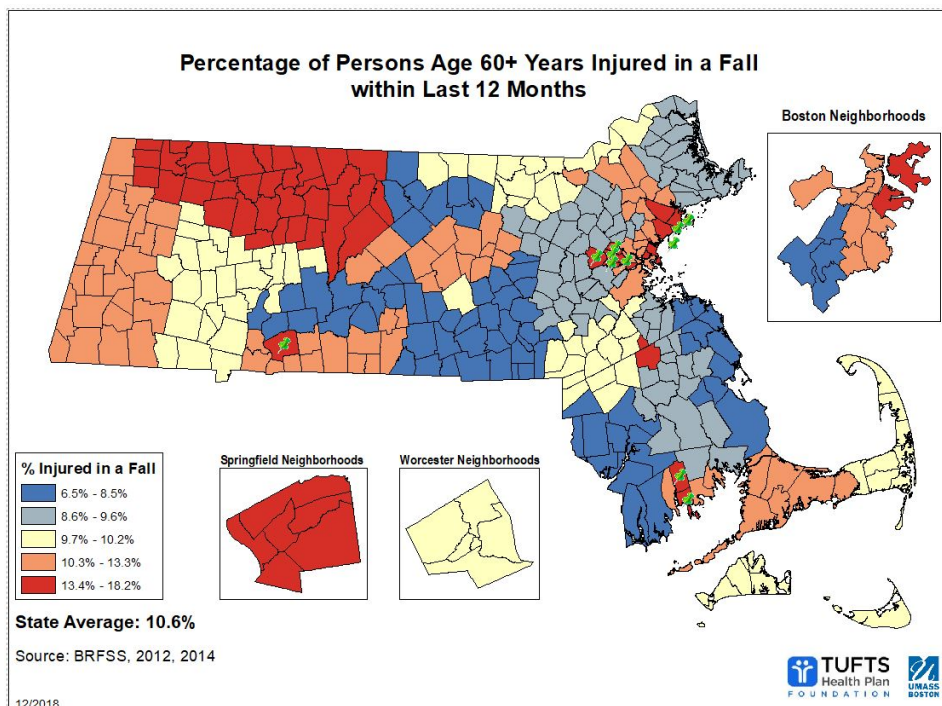 Percentage of Persons Age 60+ Years Injured in a Fall
within Last 12 Months
Boston Neighborhoods
% Injured in a Fall
6.5% - 8.5%
8.6% - 9.6%
9.7% - 10.2%
10.3% - 13.3%
13.4% - 18.2%
Springfield Neighborhoods
Worcester Neighborhoods
State Average: 10.6%
Source: BRFSS, 2012, 2014
12/2018
TUFTS
Health Plan
FOUNDATION
UMASS
BOSTON